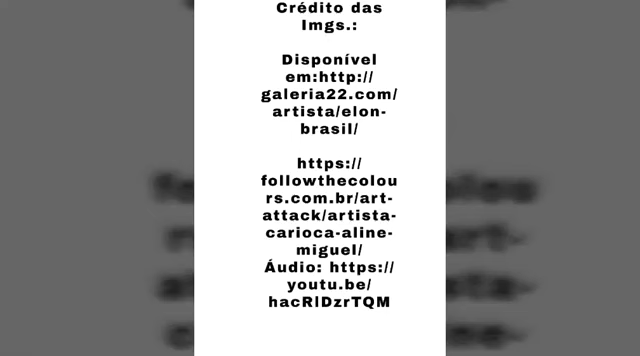 Crédito das
Imgs.:
Disponível
em:http://
galeria22.com/
artista/elon-
brasil/
https://
followthecolou
rs.com.br/art-
attack/artista-
carioca-aline-
miguel/
Áudio: https://
youtu.be/
hacRlDzrTQM